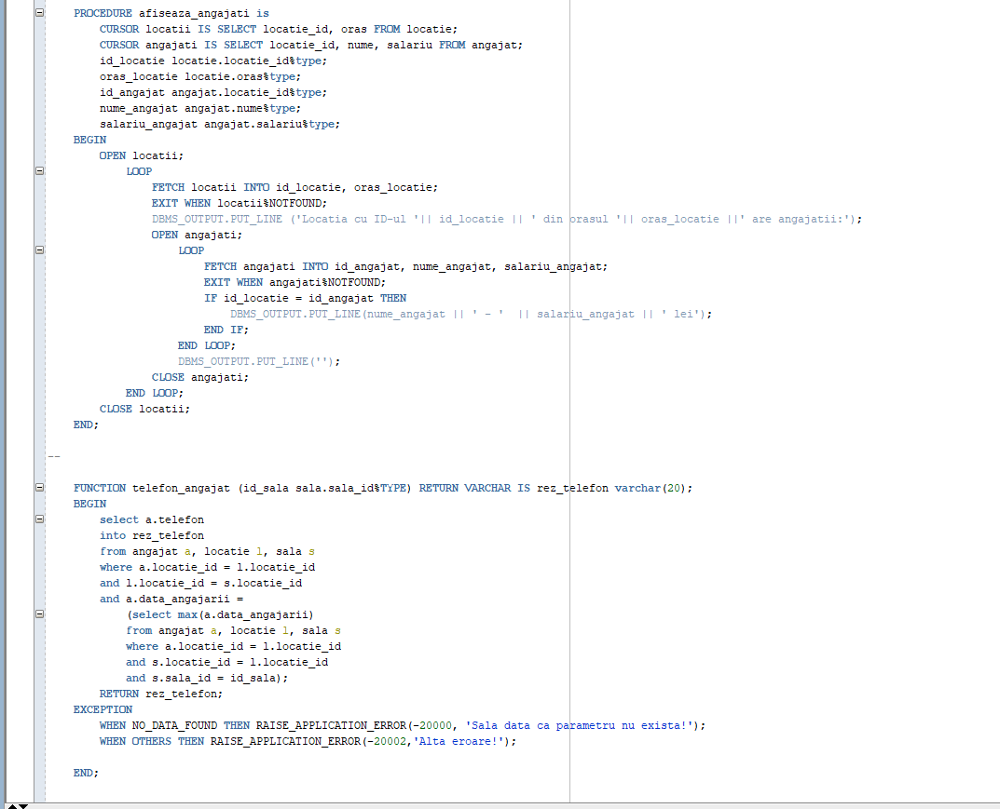 PROCEDURE afiseaza_angajati is
CURSOR locatii IS SELECT locatie_id, oras FROM locatie;
CURSOR angajati IS SELECT locatie_id, nume, salariu FROM angajat;
id_locatie locatie.locatie_id%type;
oras_locatie locatie.oras%type;
id_angajat angajat.locatie_id%type;
nume_angajat angajat.nume%type;
salariu_angajat angajat.salariu%type;
BEGIN
OPEN locatii;
LOOP
FETCH locatii INTO id_locatie, oras_locatie;
EXIT WHEN locatii%NOTFOUND;
DBMS_OUTPUT.PUT_LINE ('Locatia cu ID-ul '|| id_locatie || ' din orasul '|| oras_locatie ||' are angajatii:');
OPEN angajati;
LOOP
FETCH angajati INTO id_angajat, nume_angajat, salariu_angajat;
EXIT WHEN angajati%NOTFOUND;
IF id_locatie = id_angajat THEN
DBMS_OUTPUT.PUT_LINE(nume_angajat || ' - '  || salariu_angajat || ' lei');
END IF;
END LOOP;
DBMS_OUTPUT.PUT_LINE('');
CLOSE angajati;
END LOOP;
CLOSE locatii;
END;
--
FUNCTION telefon_angajat (id_sala sala.sala_id%TYPE) RETURN VARCHAR IS rez_telefon varchar(20);
BEGIN
select a.telefon
into rez_telefon
from angajat a, locatie l, sala s
where a.locatie_id = l.locatie_id
and l.locatie_id = s.locatie_id
and a.data_angajarii =
(select max(a.data_angajarii)
from angajat a, locatie l, sala s
where a.locatie_id = l.locatie_id
and s.locatie_id = l.locatie_id
and s.sala_id = id_sala);
RETURN rez_telefon;
EXCEPTION
WHEN NO_DATA_FOUND THEN RAISE_APPLICATION_ERROR(-20000, 'Sala data ca parametru nu exista!');
WHEN OTHERS THEN RAISE_APPLICATION_ERROR(-20002,'Alta eroare!');
END;